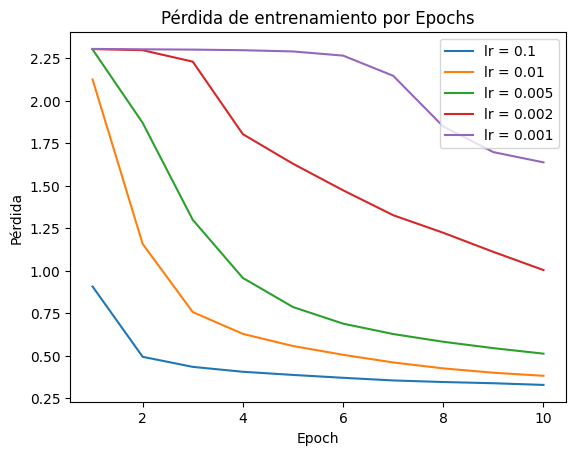 Pérdida de entrenamiento por Epochs
lr = 0.1
lr = 0.01
lr = 0.005
lr = 0.002
lr = 0.001
Pérdida
2.25
2.00
1.75
1.50
1.25
1.00
0.75
0.50
0.25
2 4 6 8 10
Epoch